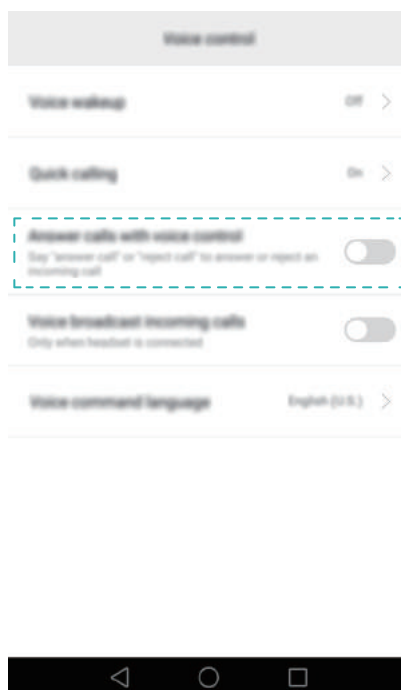 Voice control
Voice wakeup Off
Quick calling On
Answer calls with voice control
Say "answer call" or "reject call" to answer or reject an
incoming call
Voice broadcast incoming calls
Only when headset is connected
Voice command language English (U.S.)